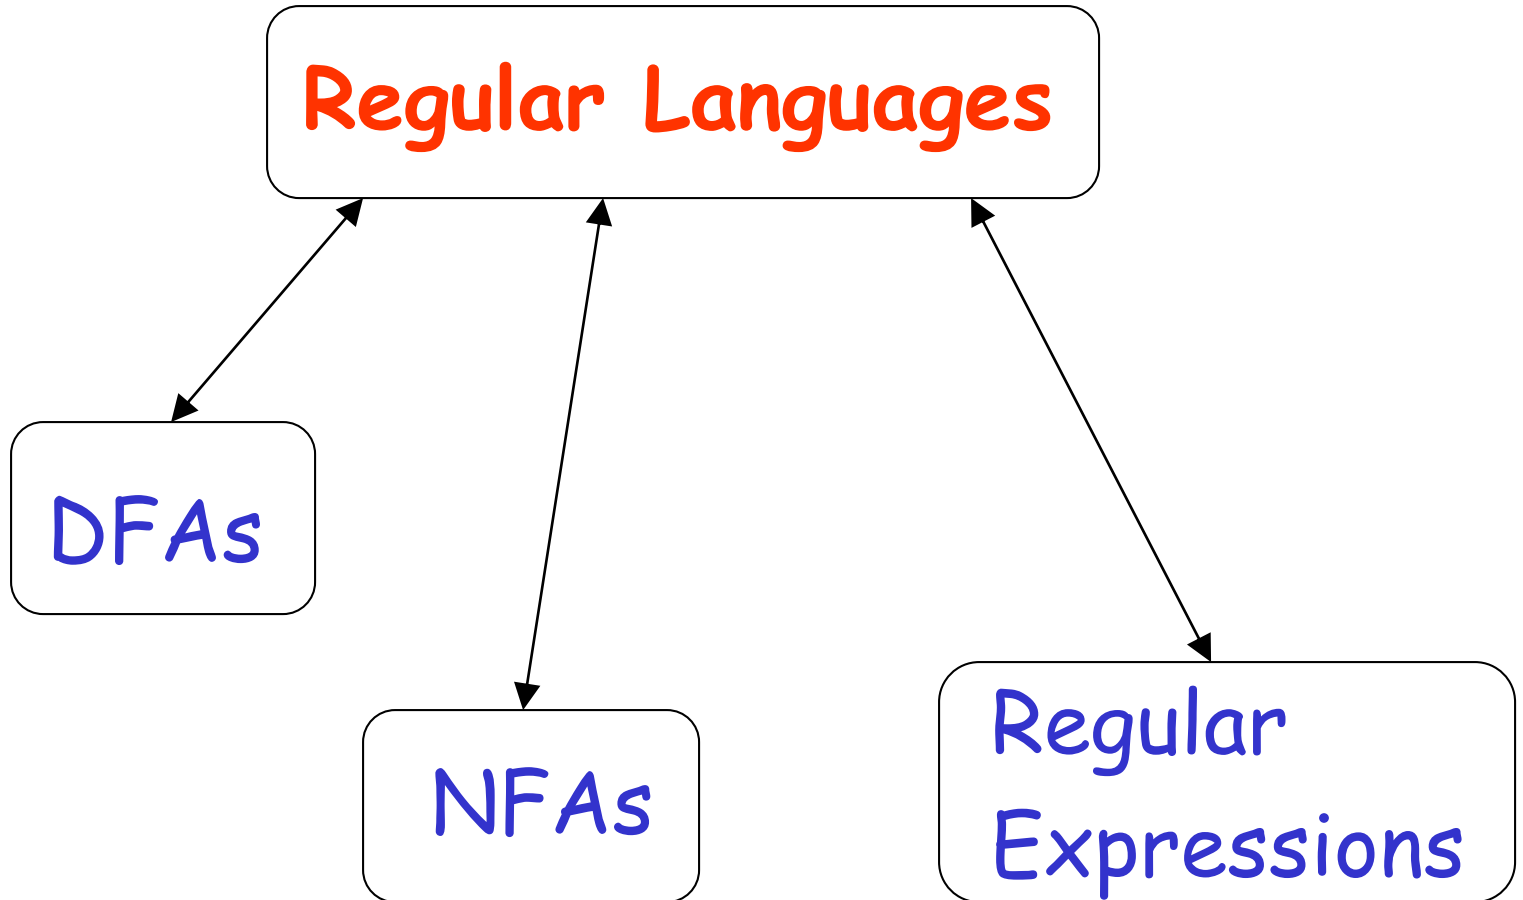 Regular Languages
DFAs
NFAs
Regular
Expressions